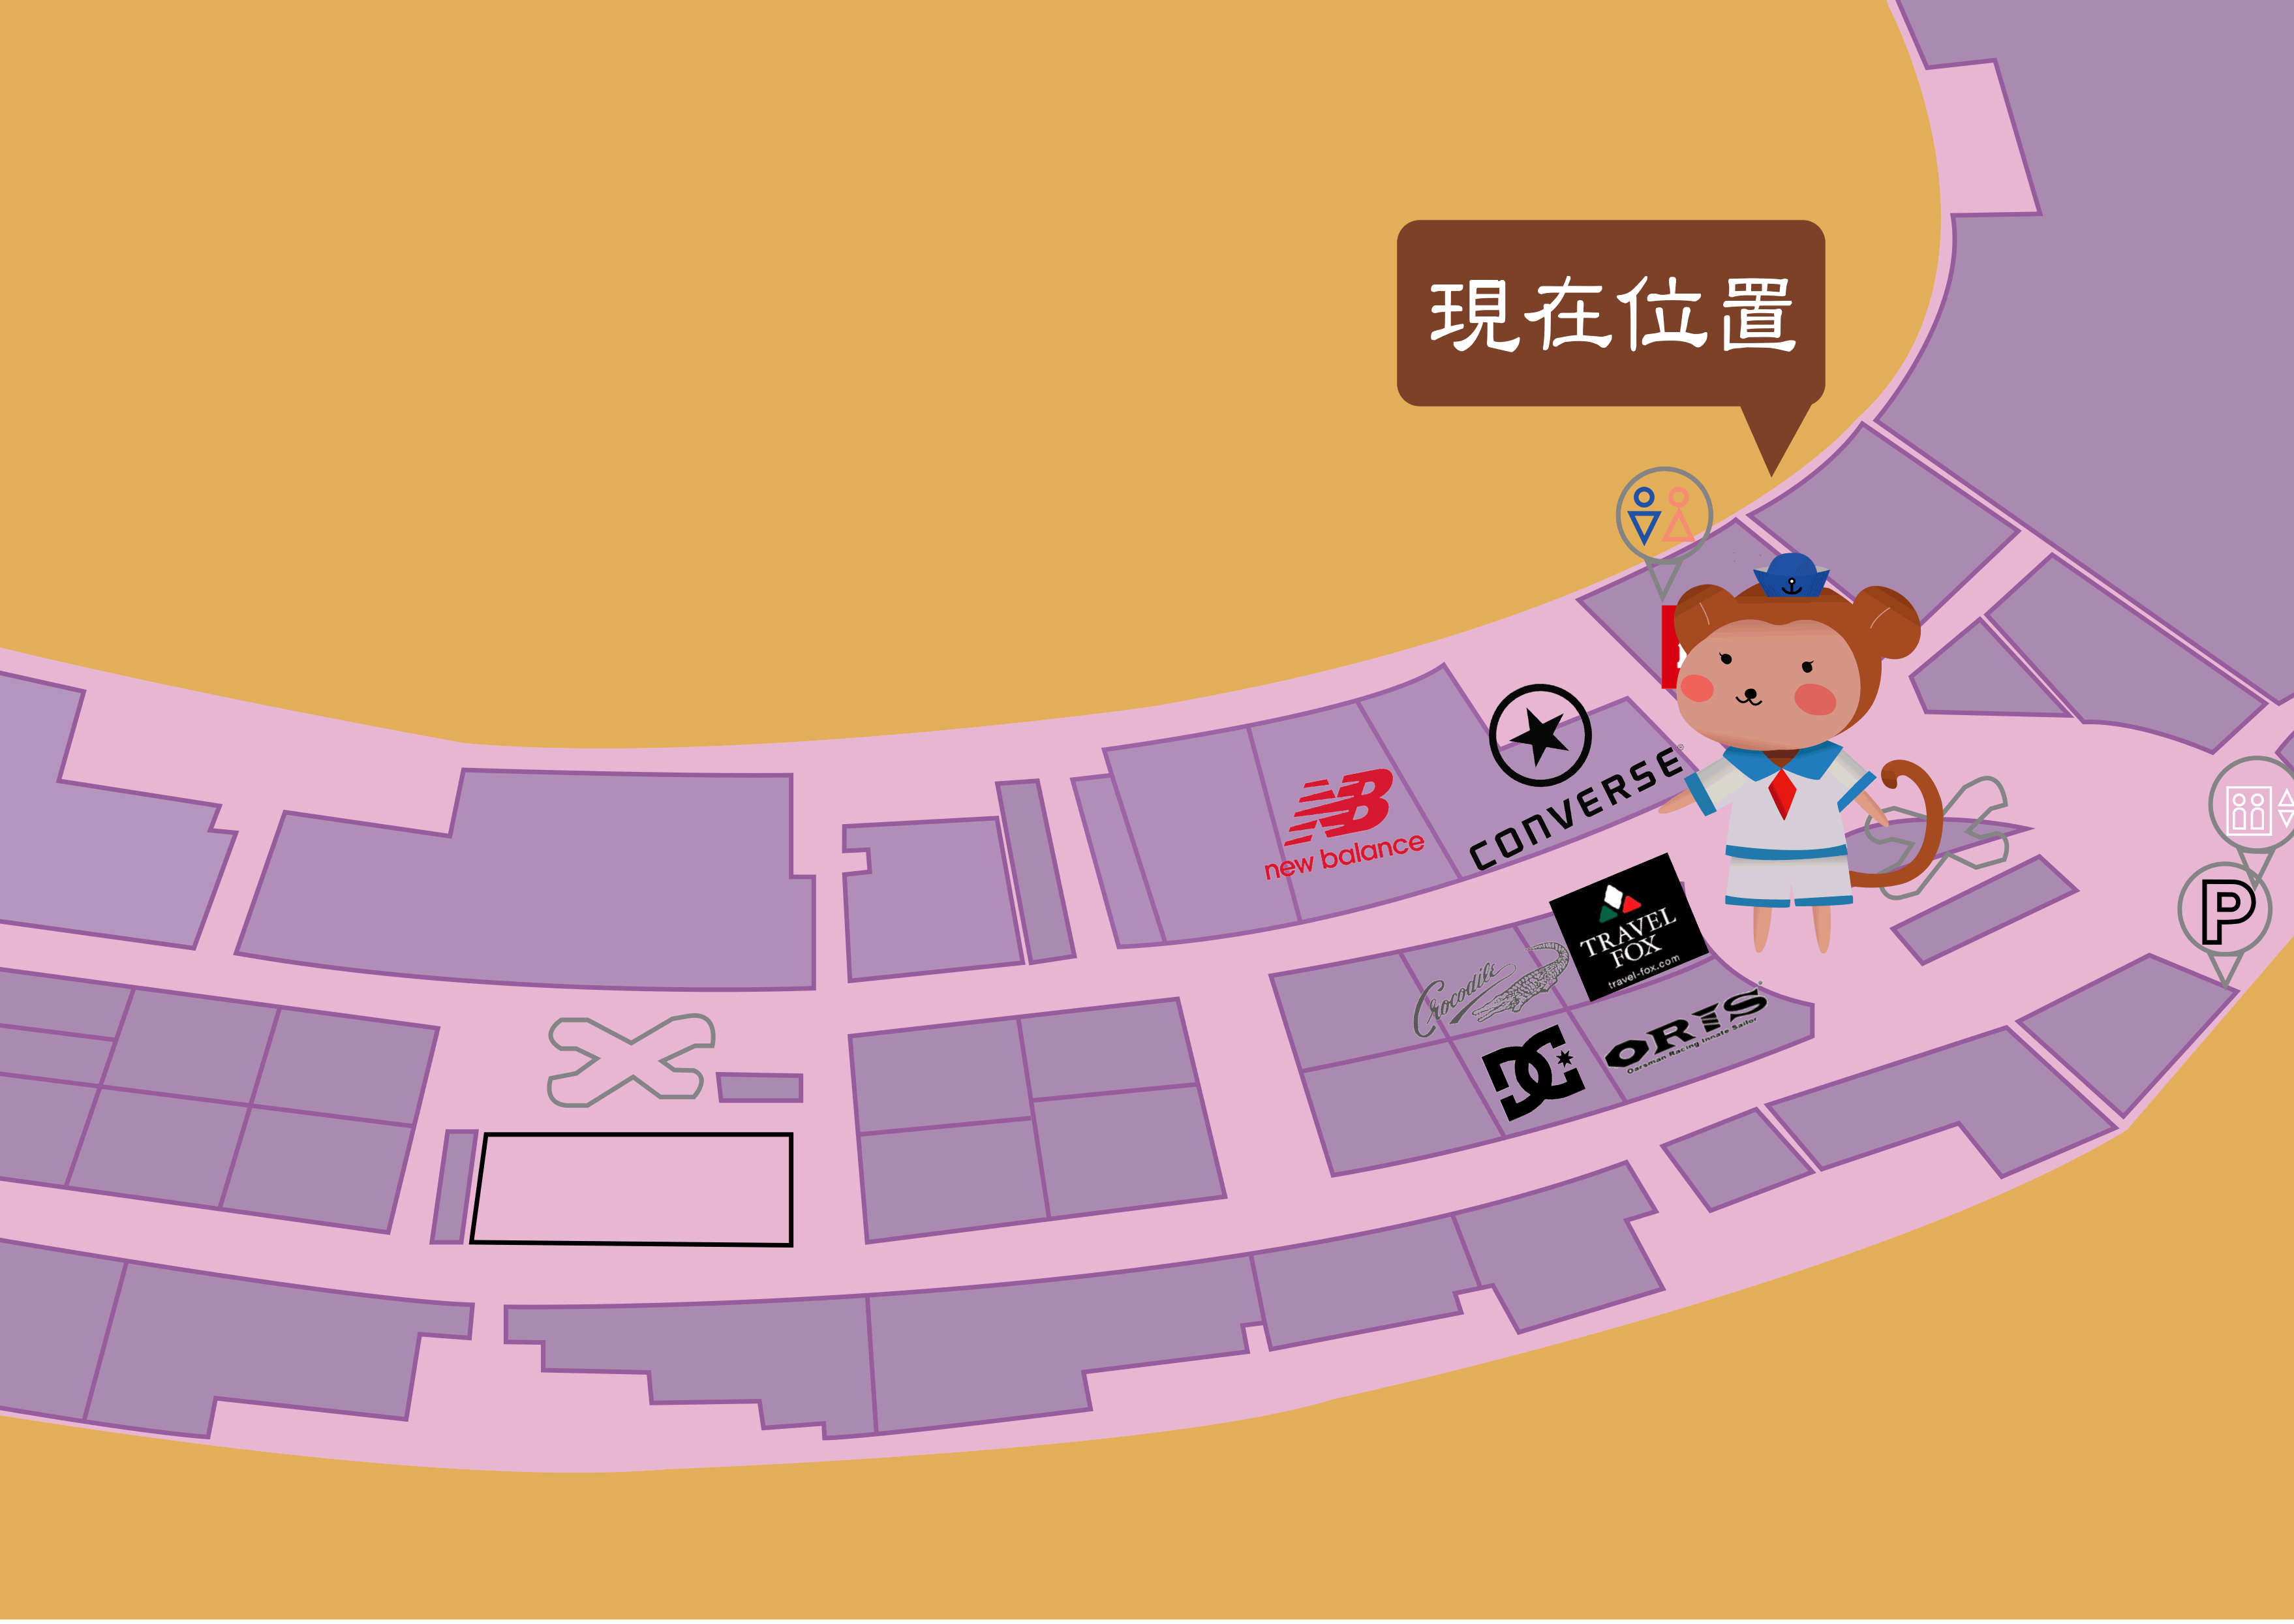 現在位置
CONVERSE®
new balance
TRAVEL
FOX
travel-fox.com
Crocodile
DC
ORIS
Oarsman Racing Innate Sailor
P